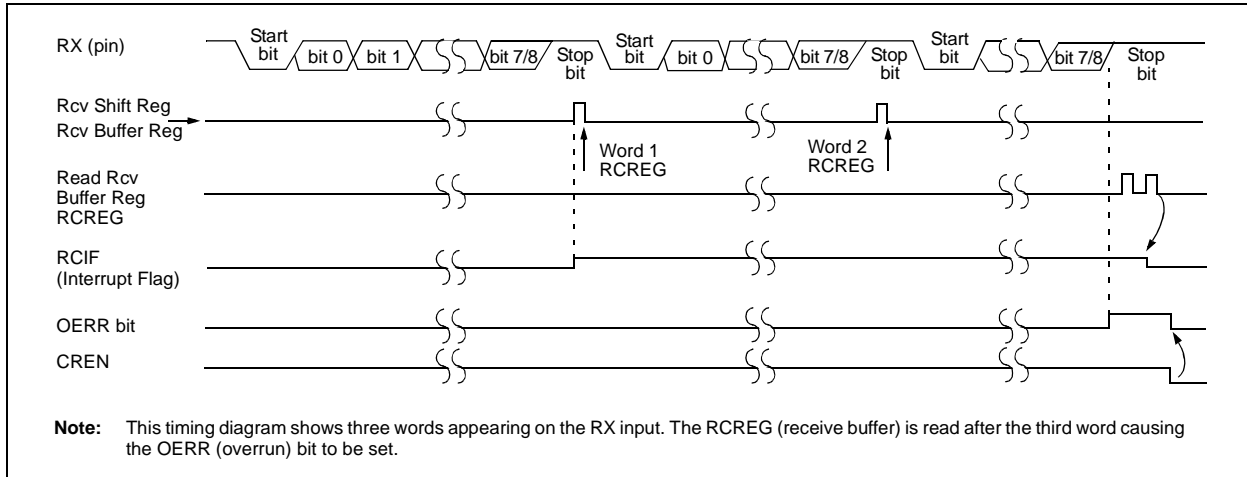 RX (pin)
Start
bit
bit 0
bit 1
bit 7/8
Stop
bit
Start
bit
bit 0
bit 7/8
Stop
bit
Start
bit
bit 7/8
Stop
bit
Rcv Shift Reg
Rcv Buffer Reg
Word 1
RCREG
Word 2
RCREG
Read Rcv
Buffer Reg
RCREG
RCIF
(Interrupt Flag)
OERR bit
CREN
Note: This timing diagram shows three words appearing on the RX input. The RCREG (receive buffer) is read after the third word causing
the OERR (overrun) bit to be set.